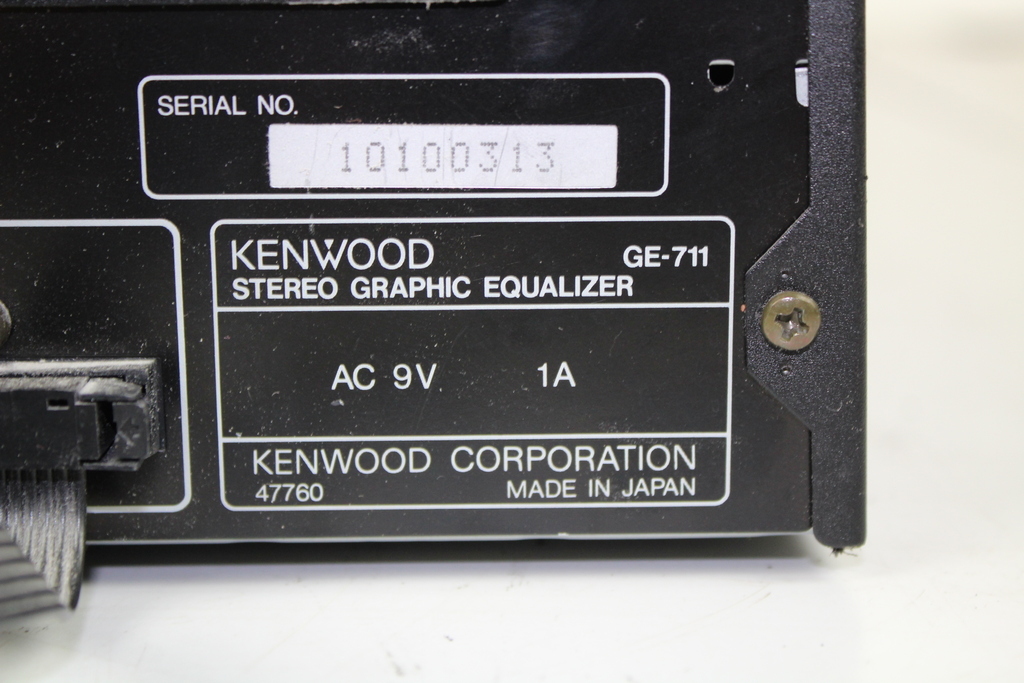 SERIAL NO.
10100313
KENWOOD GE-711
STEREO GRAPHIC EQUALIZER
AC 9V 1A
KENWOOD CORPORATION
47760 MADE IN JAPAN